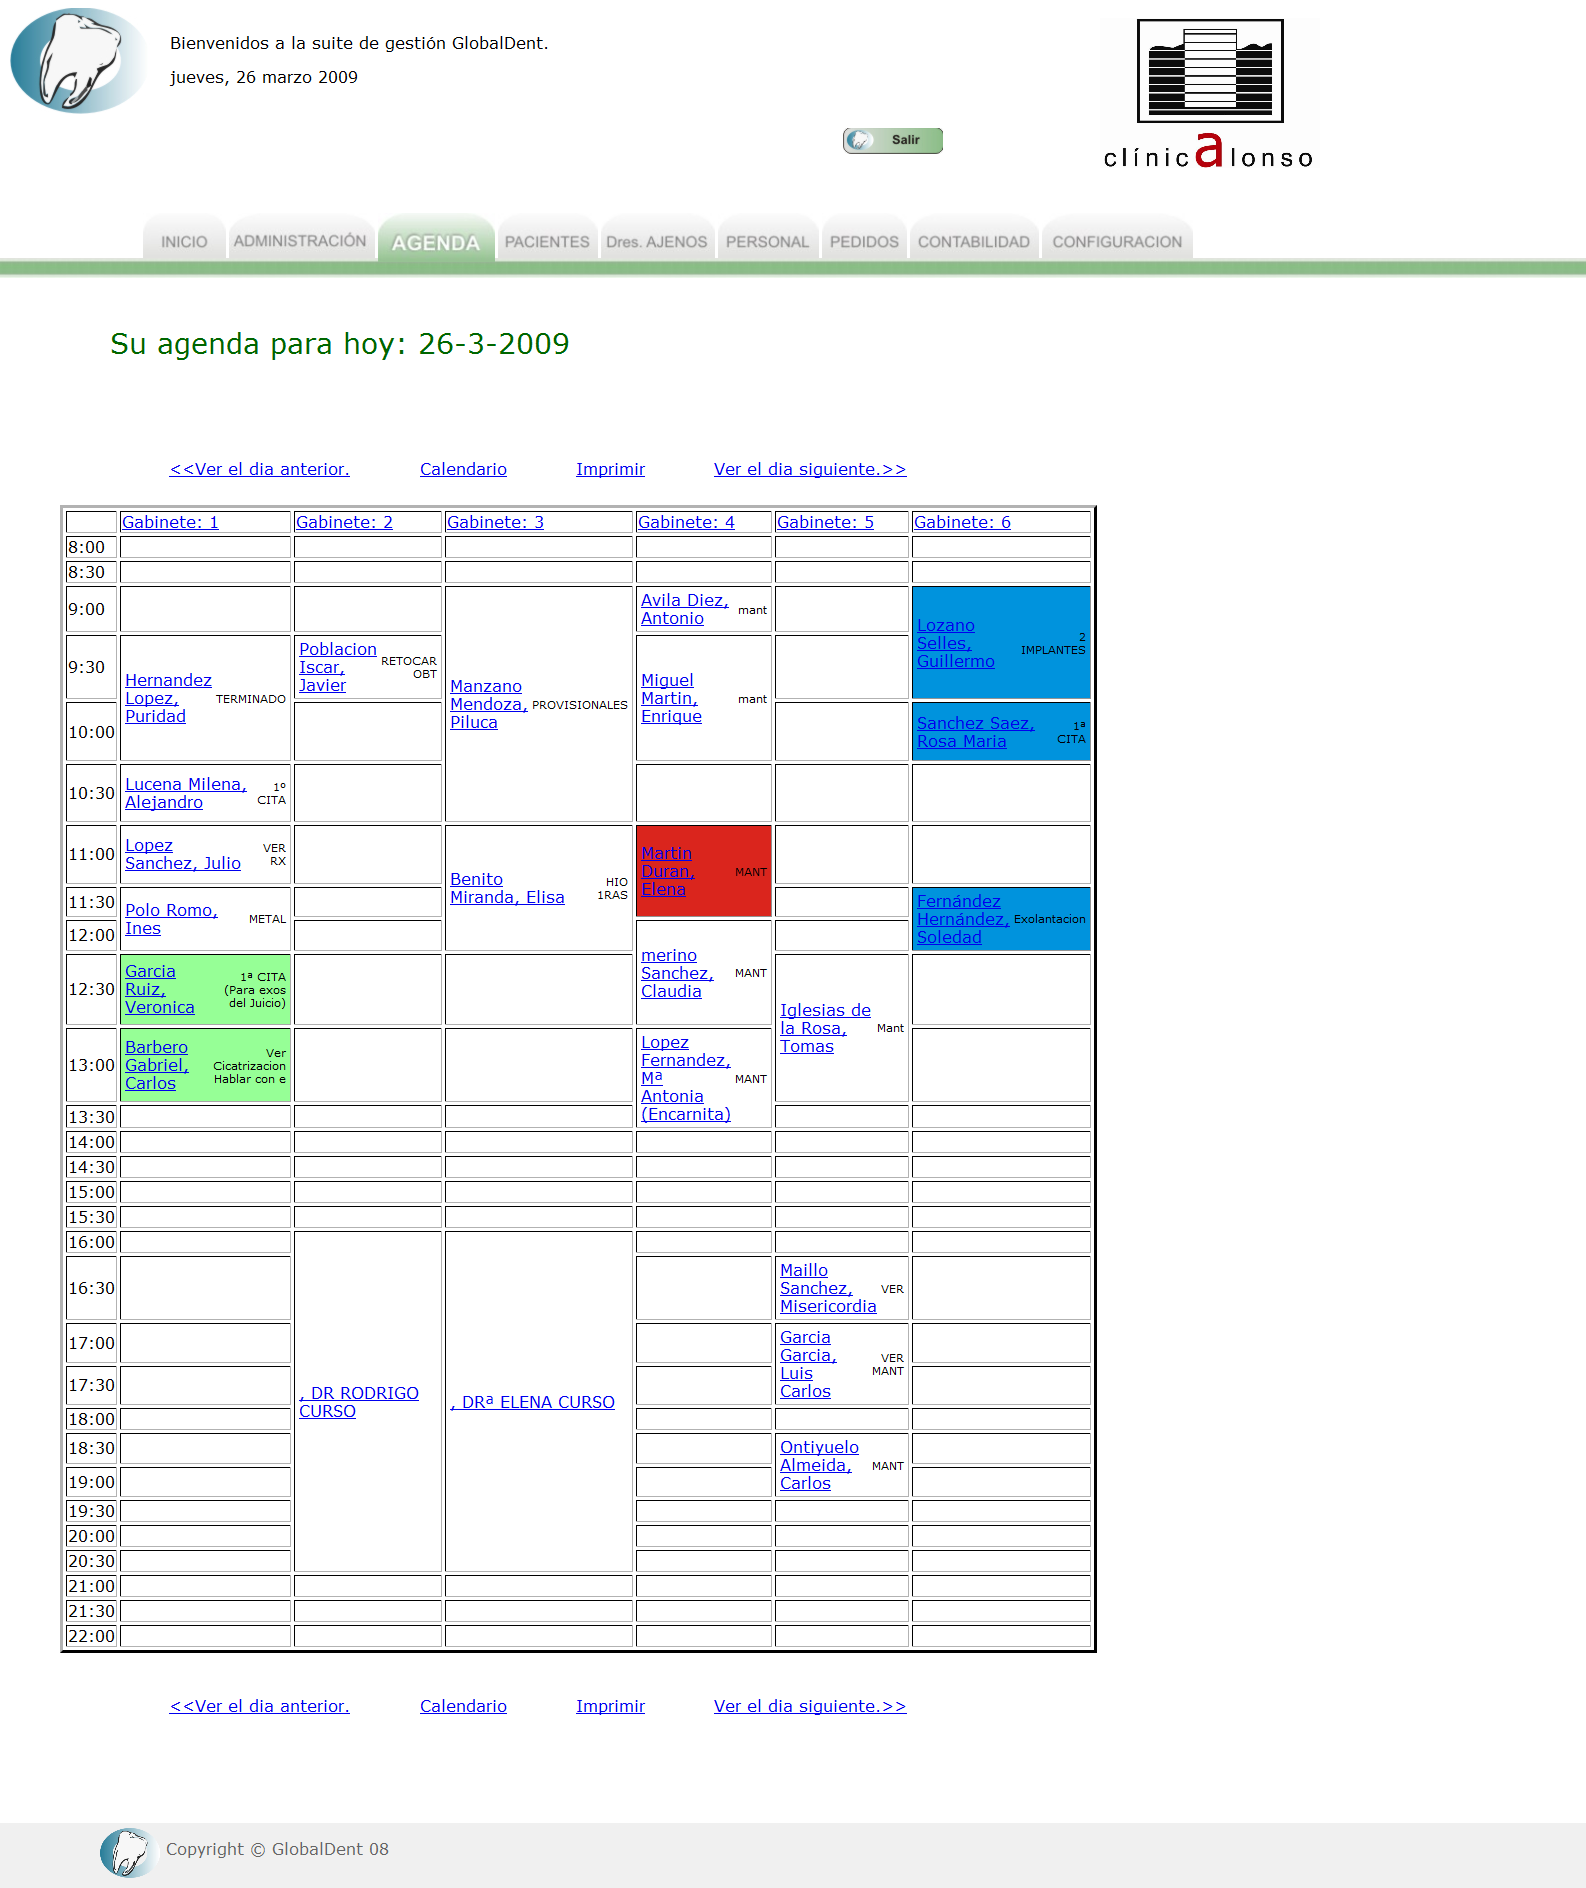 Bienvenidos a la suite de gestión GlobalDent.
jueves, 26 marzo 2009
Salir
clínicAlonso
INICIO ADMINISTRACIÓN AGENDA PACIENTES Dres. AJENOS PERSONAL PEDIDOS CONTABILIDAD CONFIGURACION
Su agenda para hoy: 26-3-2009
<<Ver el dia anterior. Calendario Imprimir Ver el dia siguiente.>>
Gabinete: 1 Gabinete: 2 Gabinete: 3 Gabinete: 4 Gabinete: 5 Gabinete: 6
8:00
8:30
9:00
Avila Diez,
Antonio
mant
Lozano
Selles,
Guillermo
2
IMPLANTES
9:30
Hernandez
Lopez,
Puridad
TERMINADO
Poblacion
Iscar,
Javier
RETOCAR
OBT
Manzano
Mendoza,
Piluca
PROVISIONALES
Miguel
Martin,
Enrique
mant
10:00
Sanchez Saez,
Rosa Maria
1ª
CITA
10:30
Lucena Milena,
Alejandro
1º
CITA
11:00
Lopez
Sanchez, Julio
VER
RX
Benito
Miranda, Elisa
HIO
1RAS
Martin
Duran,
Elena
MANT
11:30
Polo Romo,
Ines
METAL
Fernández
Hernández,
Soledad
Exolantacion
12:00
merino
Sanchez,
Claudia
MANT
12:30
Garcia
Ruiz,
Veronica
1ª CITA
(Para exos
del Juicio)
Iglesias de
la Rosa,
Tomas
Mant
13:00
Barbero
Gabriel,
Carlos
Ver
Cicatrizacion
Hablar con e
Lopez
Fernandez,
Mª
Antonia
(Encarnita)
MANT
13:30
14:00
14:30
15:00
15:30
16:00
16:30
Maillo
Sanchez,
Misericordia
VER
17:00
Garcia
Garcia,
Luis
Carlos
VER
MANT
17:30
, DR RODRIGO
CURSO
, DRª ELENA CURSO
18:00
18:30
Ontiyuelo
Almeida,
Carlos
MANT
19:00
19:30
20:00
20:30
21:00
21:30
22:00
<<Ver el dia anterior. Calendario Imprimir Ver el dia siguiente.>>
Copyright © GlobalDent 08